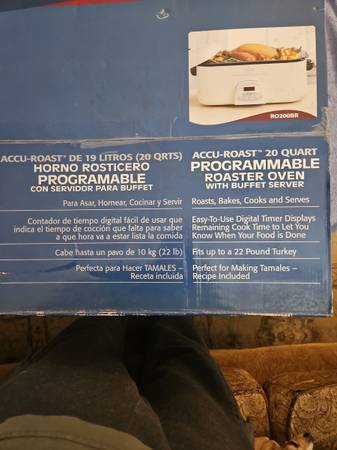 RO200BR
ACCU-ROAST™ DE 19 LITROS (20 QRTS)
HORNO ROSTICERO
PROGRAMABLE
CON SERVIDOR PARA BUFFET
Para Asar, Hornear, Cocinar y Servir
Contador de tiempo digital fácil de usar que
indica el tiempo de cocción que falta para saber
a que hora va a estar lista la comida
Cabe hasta un pavo de 10 kg (22 lb)
Perfecta para Hacer TAMALES –
Receta incluida
ACCU-ROAST™ 20 QUART
PROGRAMMABLE
ROASTER OVEN
WITH BUFFET SERVER
Roasts, Bakes, Cooks and Serves
Easy-To-Use Digital Timer Displays
Remaining Cook Time to Let You
Know When Your Food is Done
Fits up to a 22 Pound Turkey
Perfect for Making Tamales –
Recipe Included